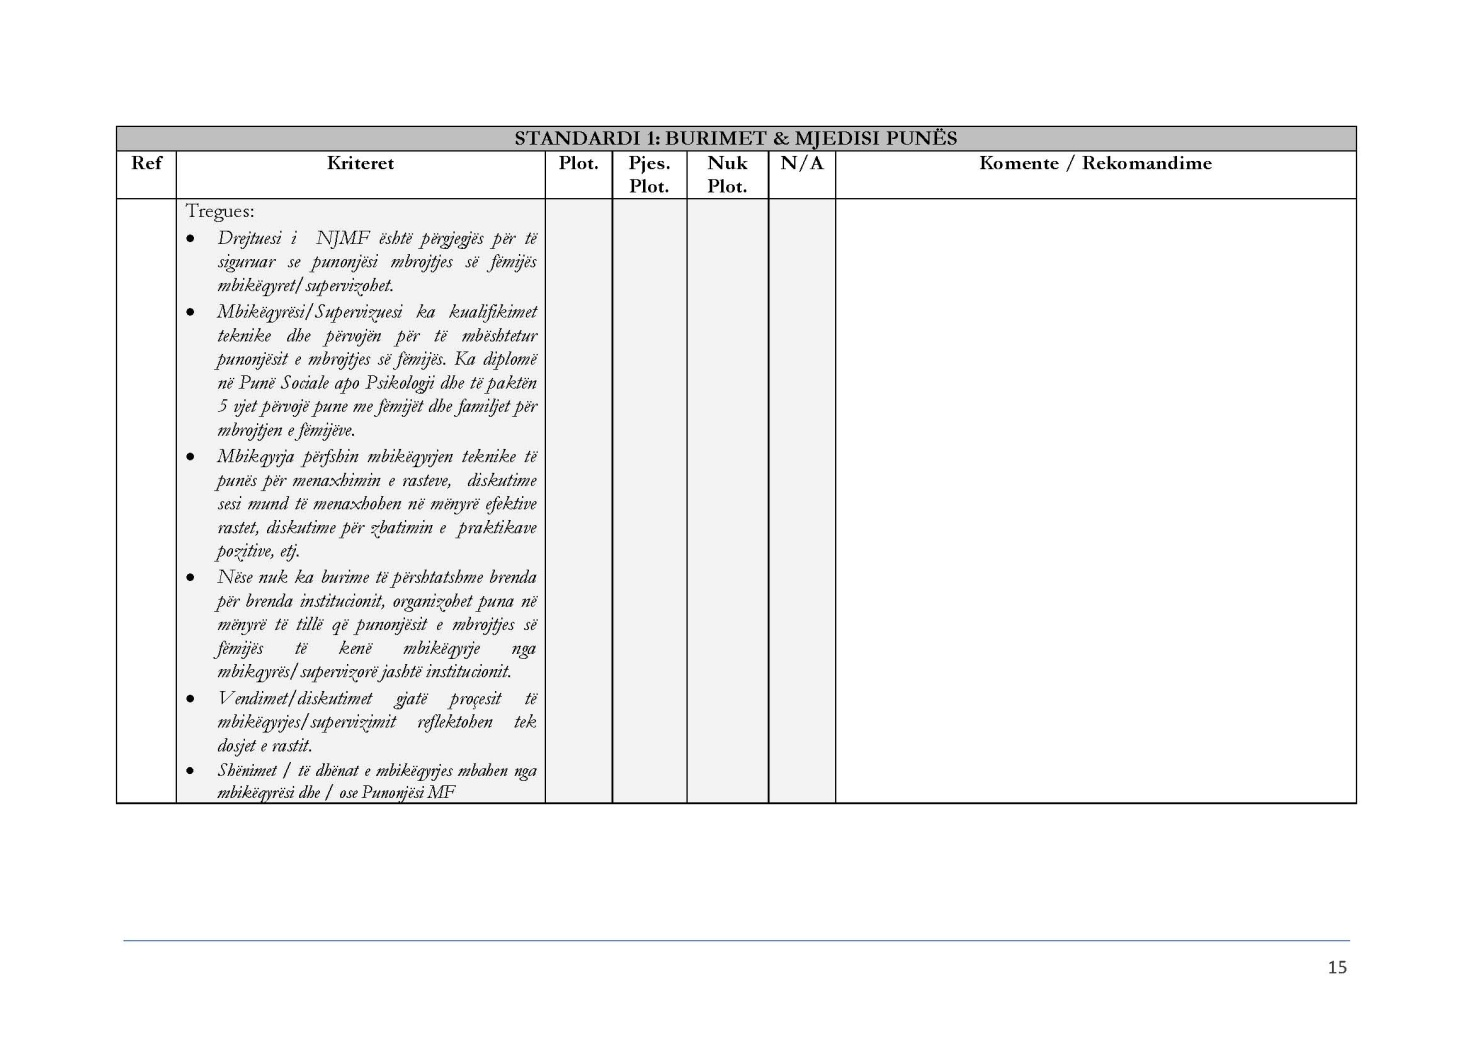 STANDARDI 1: BURIMET & MJEDISI PUNËS
Ref Kriteret Plot. Pjes. Plot. Nuk Plot. N/A Komente / Rekomandime
Tregues:
• Drejtuesi i NJMF është përgjegjës për të
siguruar se punonjësi mbrojtjes së fëmijës
mbikëqyret/supervizohet.
• Mbikëqyrësi/Supervizuesi ka kualifikimet
teknike dhe përvojën për të mbështetur
punonjësit e mbrojtjes së fëmijës. Ka diplomë
në Punë Sociale apo Psikologji dhe të paktën
5 vjet përvojë pune me fëmijët dhe familjet për
mbrojtjen e fëmijëve.
• Mbikqyrja përfshin mbikëqyrjen teknike të
punës për menaxhimin e rasteve, diskutime
sesi mund të menaxhohen në mënyrë efektive
rastet, diskutime për zbatimin e praktikave
pozitive, etj.
• Nëse nuk ka burime të përshtatshme brenda
për brenda institucionit, organizohet puna në
mënyrë të tillë që punonjësit e mbrojtjes së
fëmijës të kenë mbikëqyrje nga
mbikqyrës/supervizorë jashtë institucionit.
• Vendimet/diskutimet gjatë proçesit të
mbikëqyrjes/supervizimit reflektohen tek
dosjet e rastit.
• Shënimet / të dhënat e mbikëqyrjes mbahen nga
mbikëqyrësi dhe / ose Punonjësi MF
15